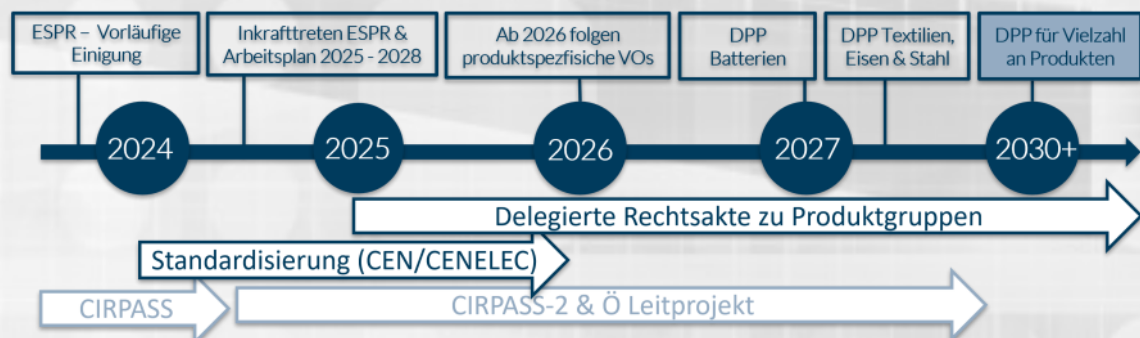 ESPR – Vorläufige
Einigung
Inkrafttreten ESPR &
Arbeitsplan 2025 - 2028
Ab 2026 folgen
produktspezfisiche VOs
DPP
Batterien
DPP Textilien,
Eisen & Stahl
DPP für Vielzahl
an Produkten
2024
2025
2026
2027
2030+
Delegierte Rechtsakte zu Produktgruppen
Standardisierung (CEN/CENELEC)
CIRPASS
CIRPASS-2 & Ö Leitprojekt